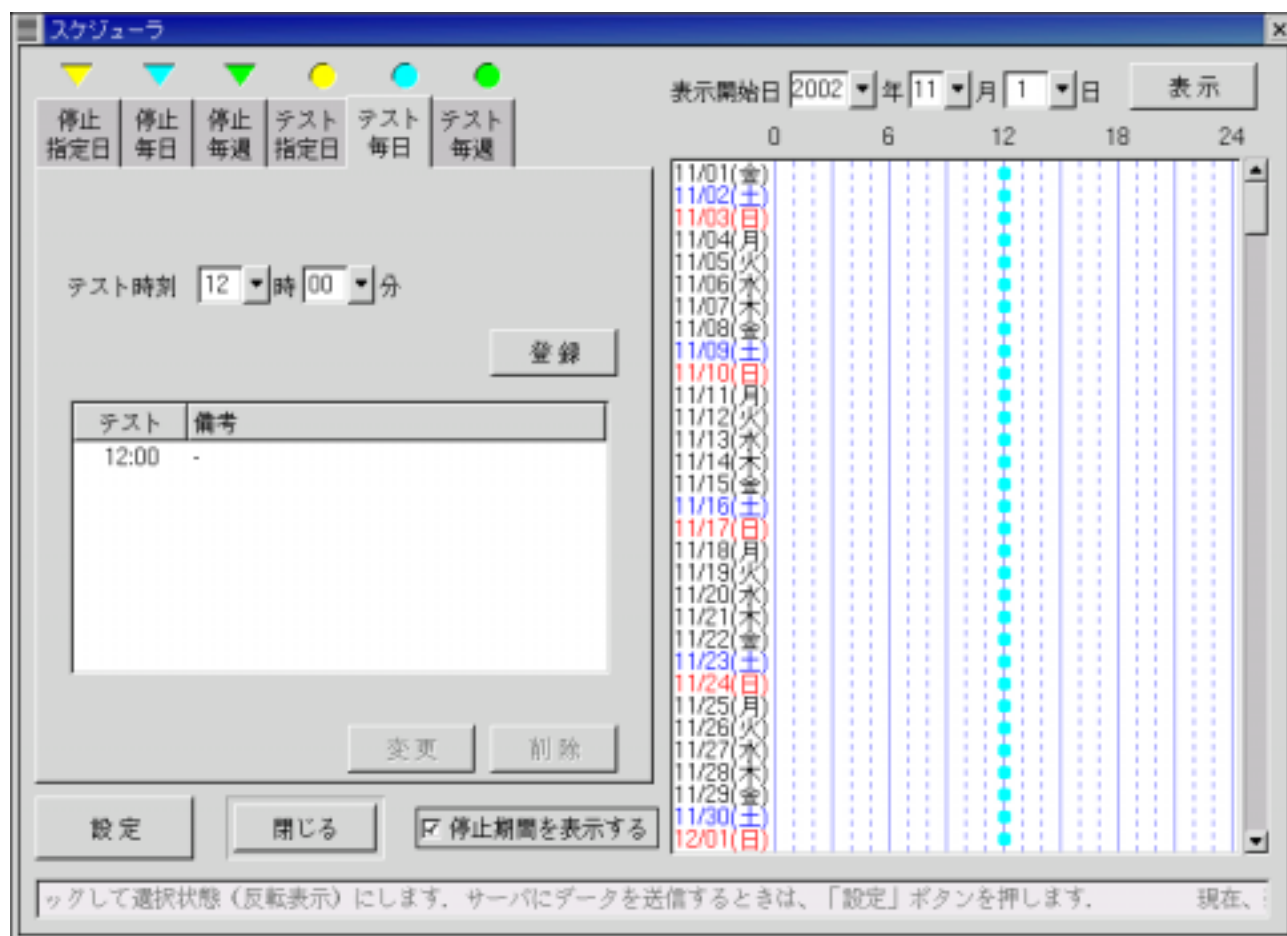 スケジューラ
停止 停止 停止 テスト テスト テスト
指定日 毎日 毎週 指定日 毎日 毎週
表示開始日 2002 年 11 月 1 日 表示
0 6 12 18 24
テスト時刻 12 時 00 分
登録
テスト 備考
12:00 -
変更 削除
設定 閉じる 停止期間を表示する
11/01(金)
11/02(土)
11/03(日)
11/04(月)
11/05(火)
11/06(水)
11/07(木)
11/08(金)
11/09(土)
11/10(日)
11/11(月)
11/12(火)
11/13(水)
11/14(木)
11/15(金)
11/16(土)
11/17(日)
11/18(月)
11/19(火)
11/20(水)
11/21(木)
11/22(金)
11/23(土)
11/24(日)
11/25(月)
11/26(火)
11/27(水)
11/28(木)
11/29(金)
11/30(土)
12/01(日)
ッグして選択状態（反転表示）にします．サーバにデータを送信するときは、「設定」ボタンを押します． 現在、